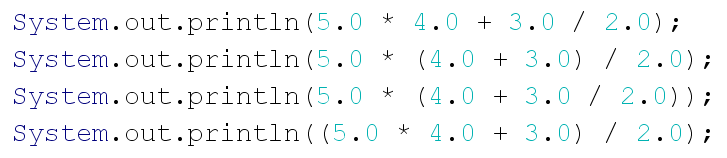 System.out.println(5.0 * 4.0 + 3.0 / 2.0);
System.out.println(5.0 * (4.0 + 3.0) / 2.0);
System.out.println(5.0 * (4.0 + 3.0 / 2.0));
System.out.println((5.0 * 4.0 + 3.0) / 2.0);